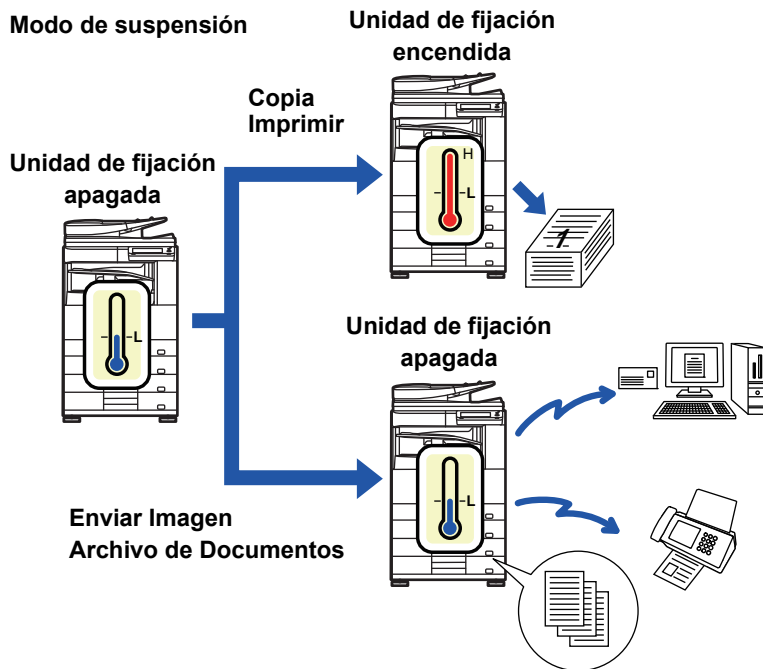 Modo de suspensión
Unidad de fijación
encendida
Copia
Imprimir
H
L
1
Unidad de fijación
apagada
L
Unidad de fijación
apagada
L
Enviar Imagen
Archivo de Documentos